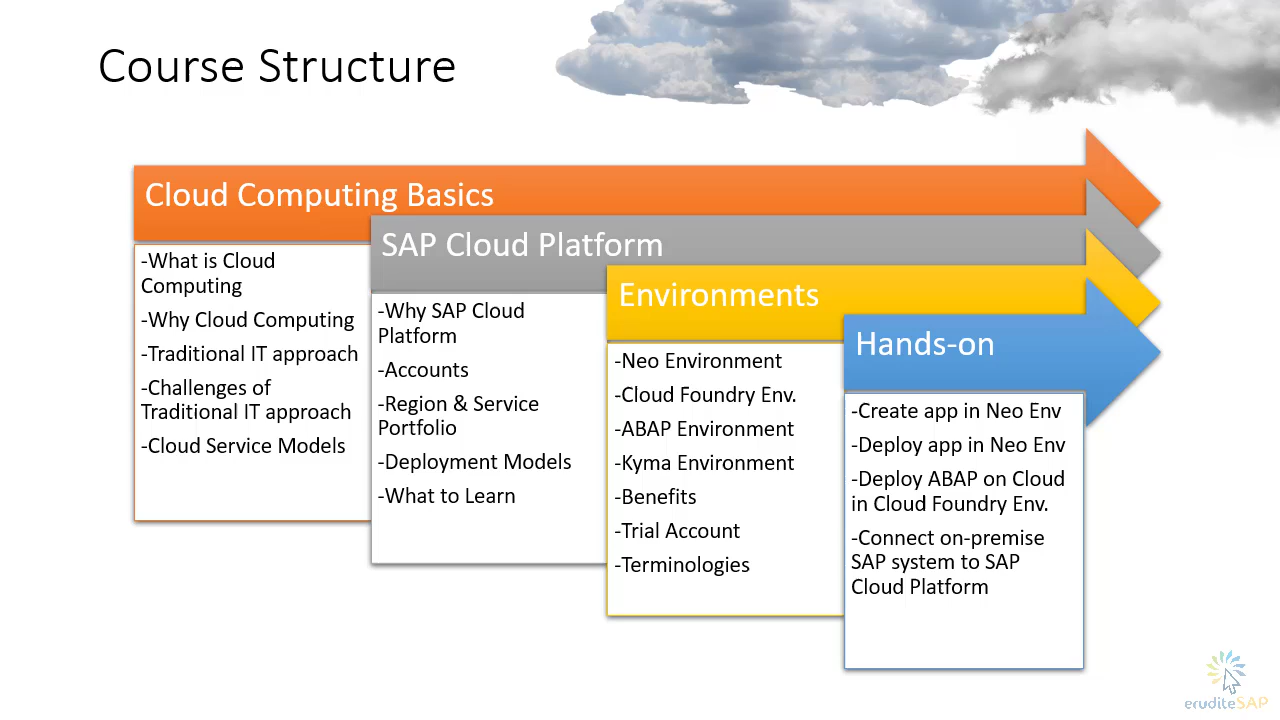 Course Structure
Cloud Computing Basics
-What is Cloud
Computing
-Why Cloud Computing
-Traditional IT approach
-Challenges of
Traditional IT approach
-Cloud Service Models
SAP Cloud Platform
-Why SAP Cloud
Platform
-Accounts
-Region & Service
Portfolio
-Deployment Models
-What to Learn
Environments
-Neo Environment
-Cloud Foundry Env.
-ABAP Environment
-Kyma Environment
-Benefits
-Trial Account
-Terminologies
Hands-on
-Create app in Neo Env
-Deploy app in Neo Env
-Deploy ABAP on Cloud
in Cloud Foundry Env.
-Connect on-premise
SAP system to SAP
Cloud Platform
eruditeSAP